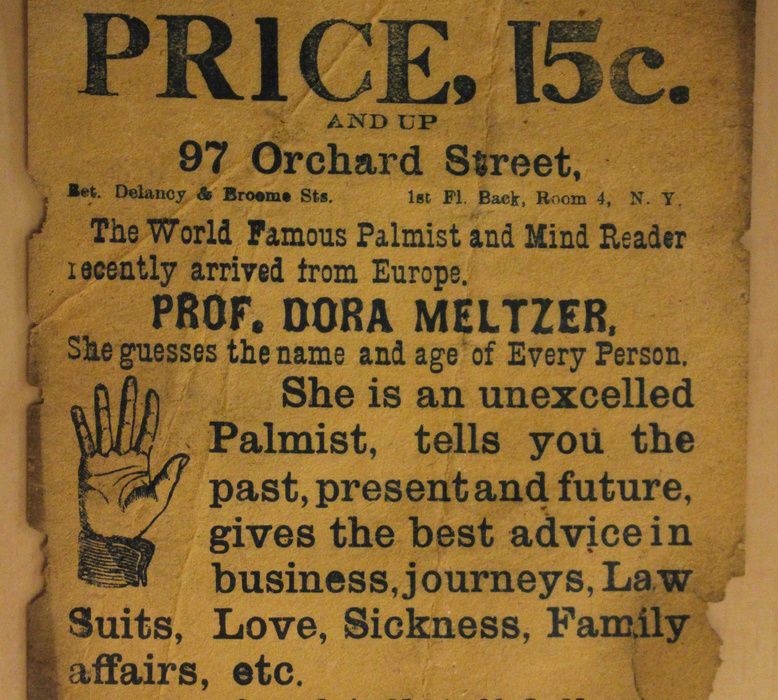 PRICE, 15c.
AND UP
97 Orchard Street,
Bet. Delancy & Broome Sts. 1st Fl. Back, Room 4, N. Y.
The World Famous Palmist and Mind Reader
recently arrived from Europe.
PROF. DORA MELTZER,
She guesses the name and age of Every Person.
She is an unexcelled
Palmist, tells you the
past, present and future,
gives the best advice in
business, journeys, Law
Suits, Love, Sickness, Family
affairs, etc.